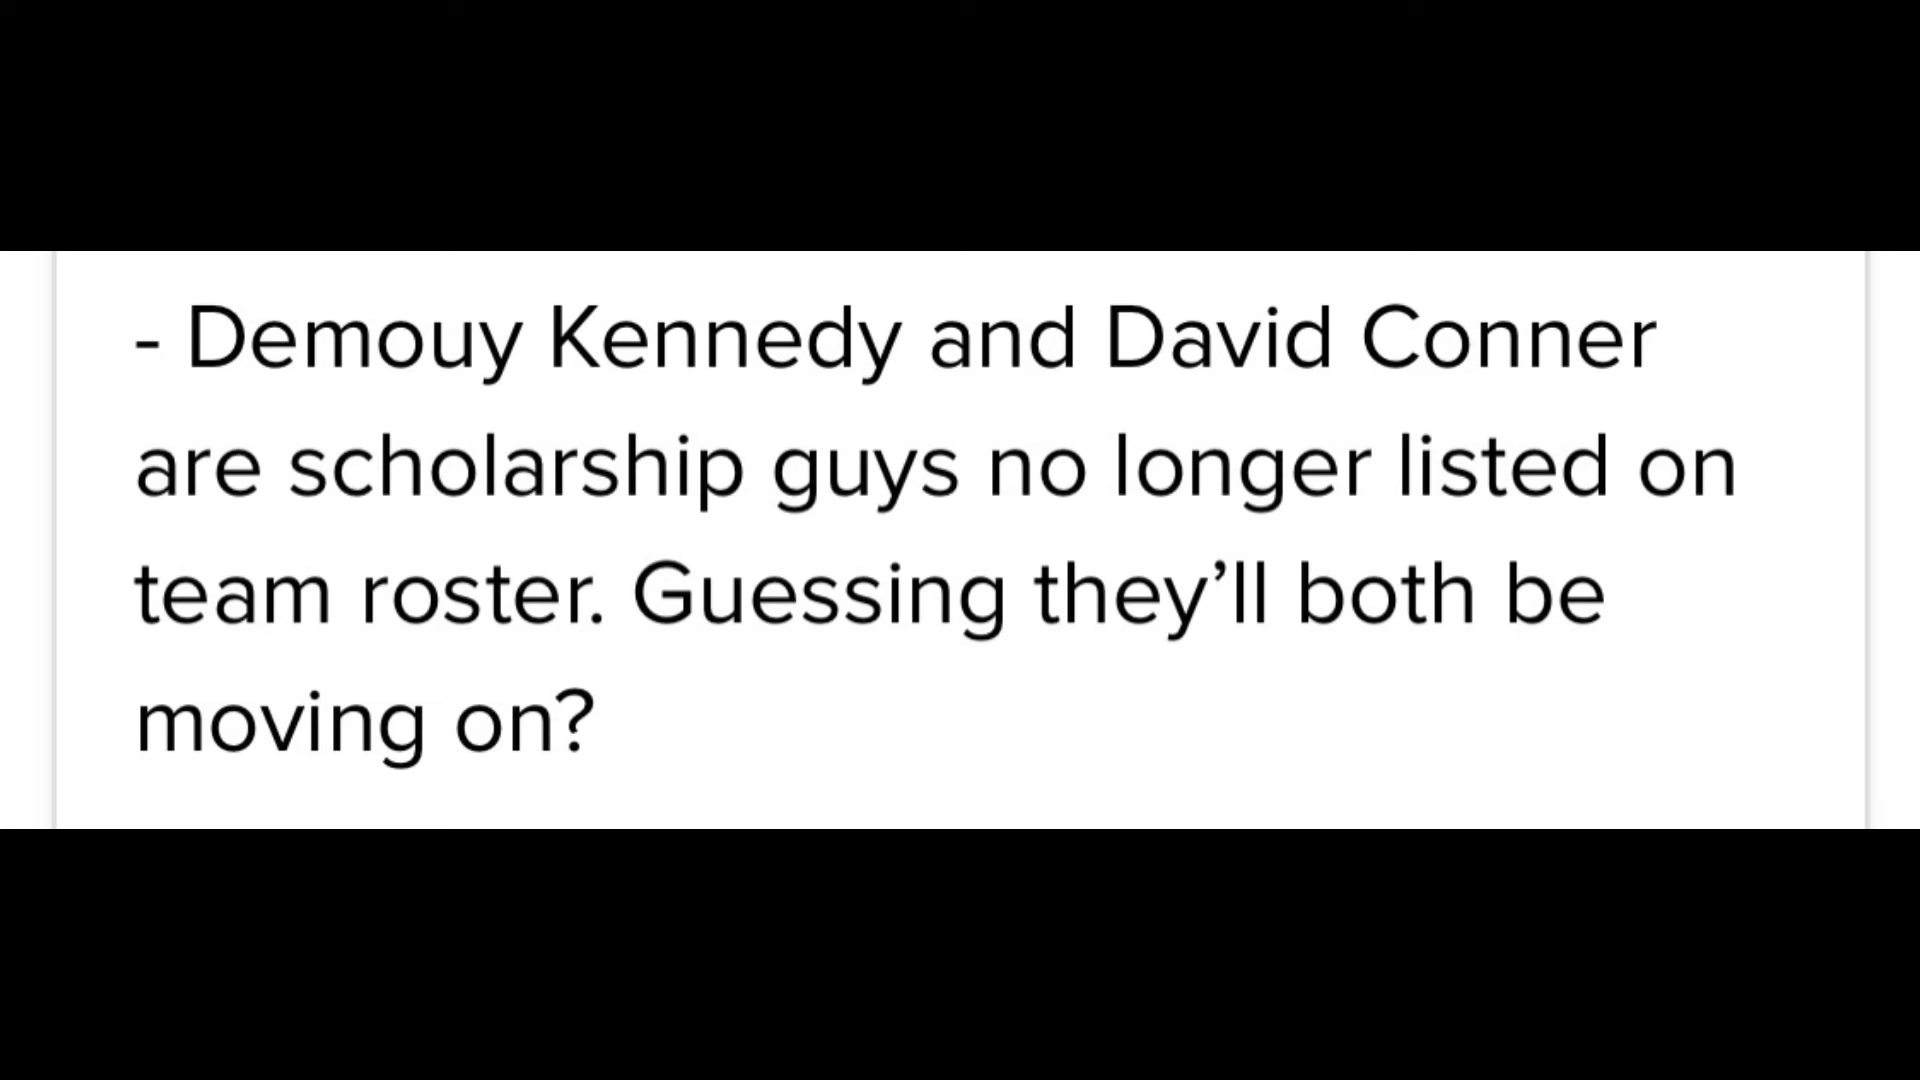 - Demouy Kennedy and David Conner
are scholarship guys no longer listed on
team roster. Guessing they’ll both be
moving on?